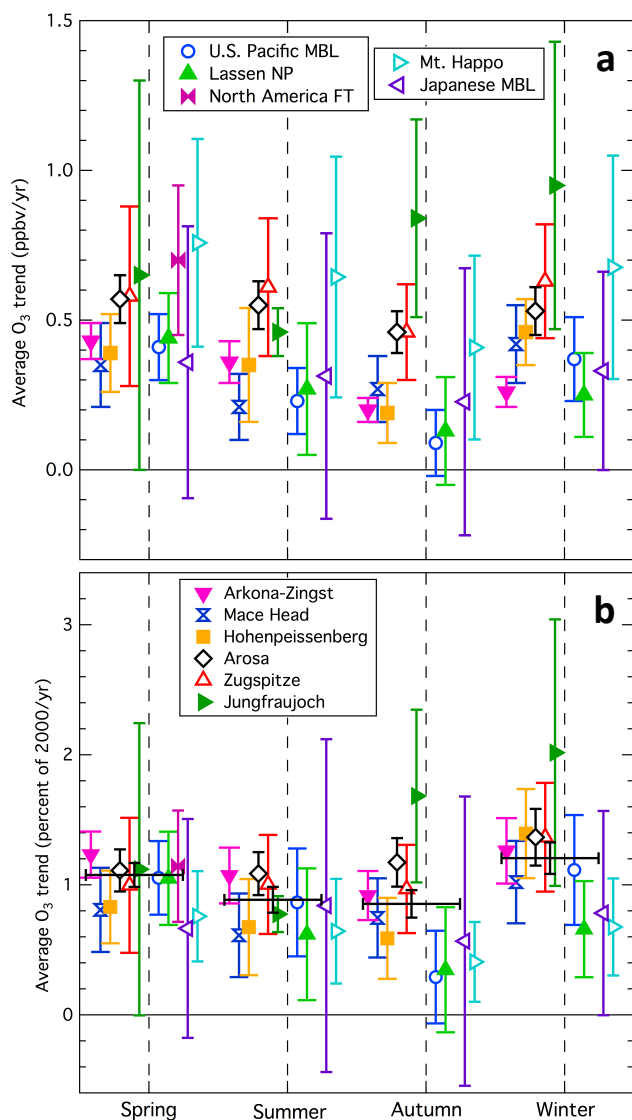 a
U.S. Pacific MBL
Lassen NP
North America FT
Mt. Happo
Japanese MBL
1.5
1.0
0.5
0.0
Average O₃ trend (ppbv/yr)
b
Arkona-Zingst
Mace Head
Hohenpeissenberg
Arosa
Zugspitze
Jungfraujoch
3
2
1
0
Average O₃ trend (percent of 2000/yr)
Spring Summer Autumn Winter